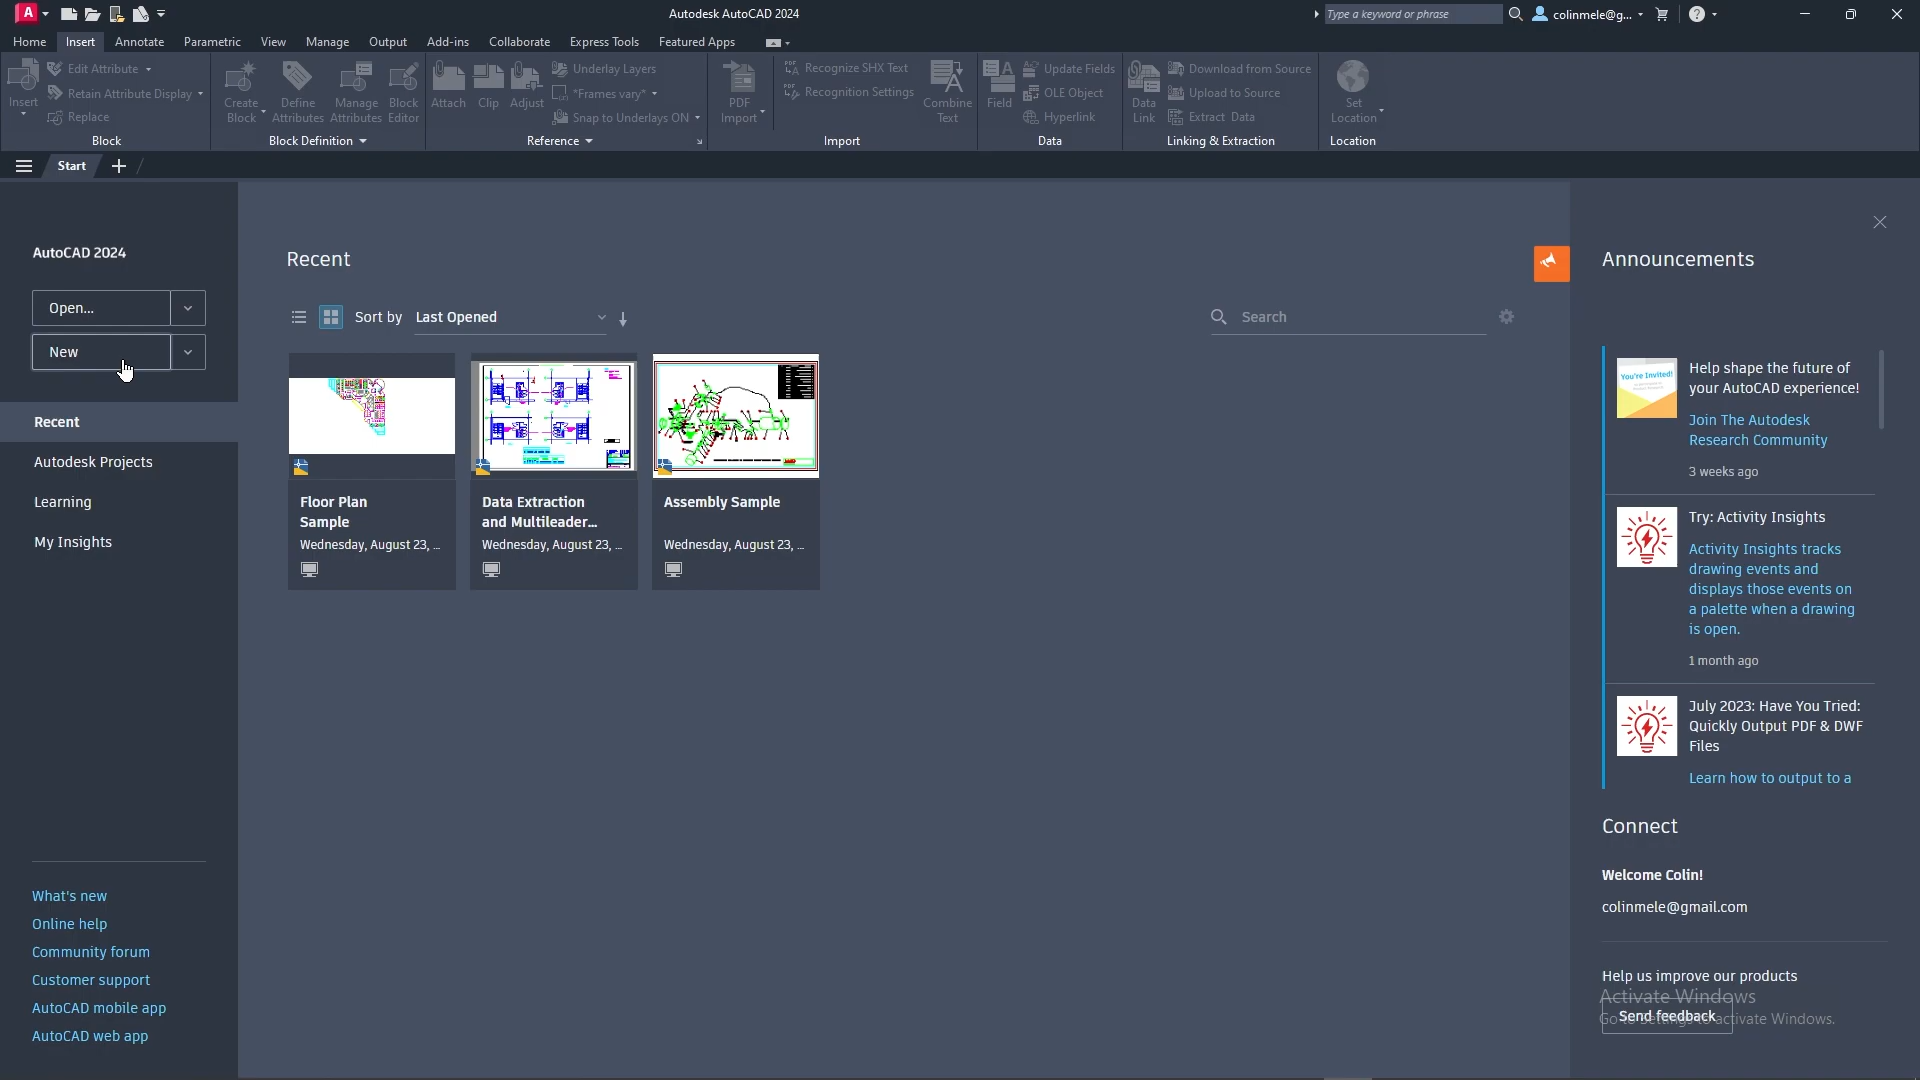 Autodesk AutoCAD 2024
Type a keyword or phrase
colinmele@g...
Home Insert Annotate Parametric View Manage Output Add-ins Collaborate Express Tools Featured Apps
Insert
Edit Attribute
Retain Attribute Display
Replace
Block
Create Block
Define Attributes
Manage Attributes
Block Editor
Block Definition
Attach
Clip
Adjust
Underlay Layers
*Frames vary*
Snap to Underlays ON
Reference
PDF Import
Recognize SHX Text
Recognition Settings
Combine Text
Import
Field
Update Fields
OLE Object
Hyperlink
Data
Data Link
Download from Source
Upload to Source
Extract Data
Linking & Extraction
Set Location
Location
Start
AutoCAD 2024
Open...
New
Recent
Autodesk Projects
Learning
My Insights
What's new
Online help
Community forum
Customer support
AutoCAD mobile app
AutoCAD web app
Recent
Sort by Last Opened
Search
Floor Plan
Sample
Wednesday, August 23, ...
Data Extraction
and Multileader...
Wednesday, August 23, ...
Assembly Sample
Wednesday, August 23, ...
Announcements
You're Invited!
Help shape the future of
your AutoCAD experience!
Join The Autodesk
Research Community
3 weeks ago
Try: Activity Insights
Activity Insights tracks
drawing events and
displays those events on
a palette when a drawing
is open.
1 month ago
July 2023: Have You Tried:
Quickly Output PDF & DWF
Files
Learn how to output to a
Connect
Welcome Colin!
colinmele@gmail.com
Help us improve our products
Activate Windows
Send feedback
Go to Settings to activate Windows.